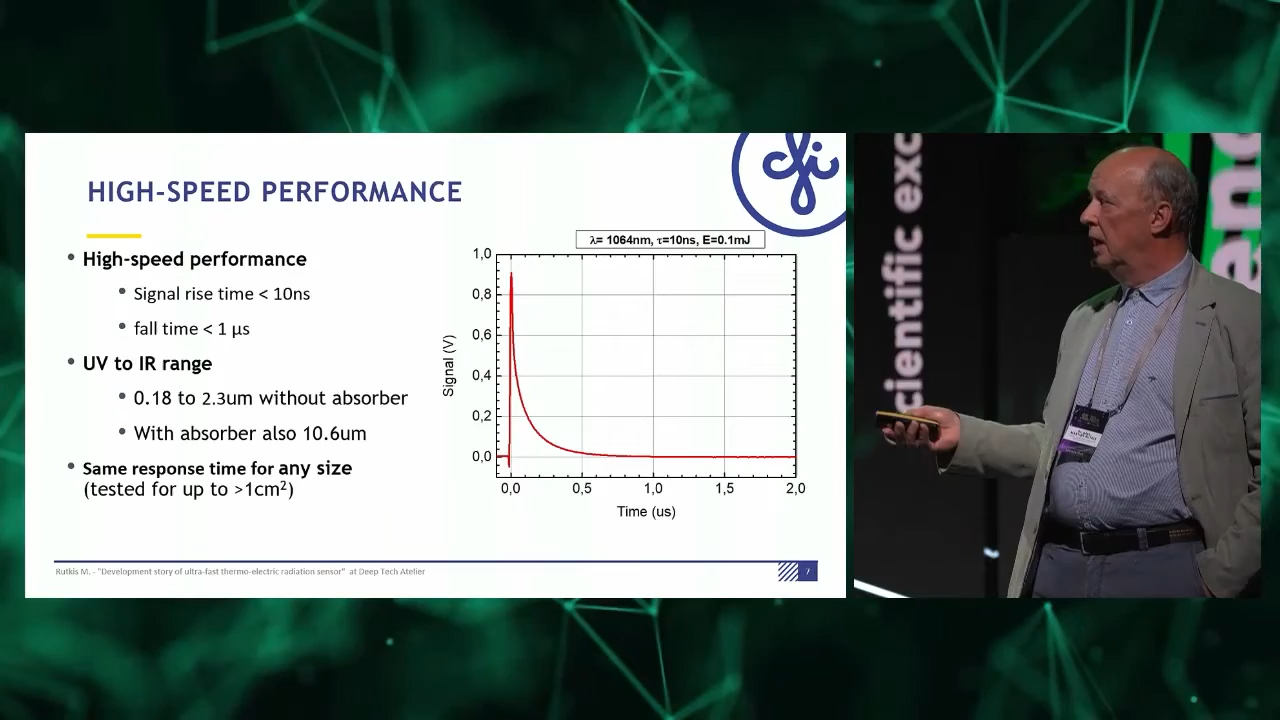 HIGH-SPEED PERFORMANCE
• High-speed performance
• Signal rise time < 10ns
• fall time < 1 μs
• UV to IR range
• 0.18 to 2.3um without absorber
• With absorber also 10.6um
• Same response time for any size
(tested for up to >1cm²)
λ= 1064nm, τ=10ns, E=0.1mJ
1,0
0,8
0,6
0,4
0,2
0,0
Signal (V)
0,0 0,5 1,0 1,5 2,0
Time (us)
Rutkis M. - "Development story of ultra-fast thermo-electric radiation sensor" at Deep Tech Atelier
7
cfi
cientific exc